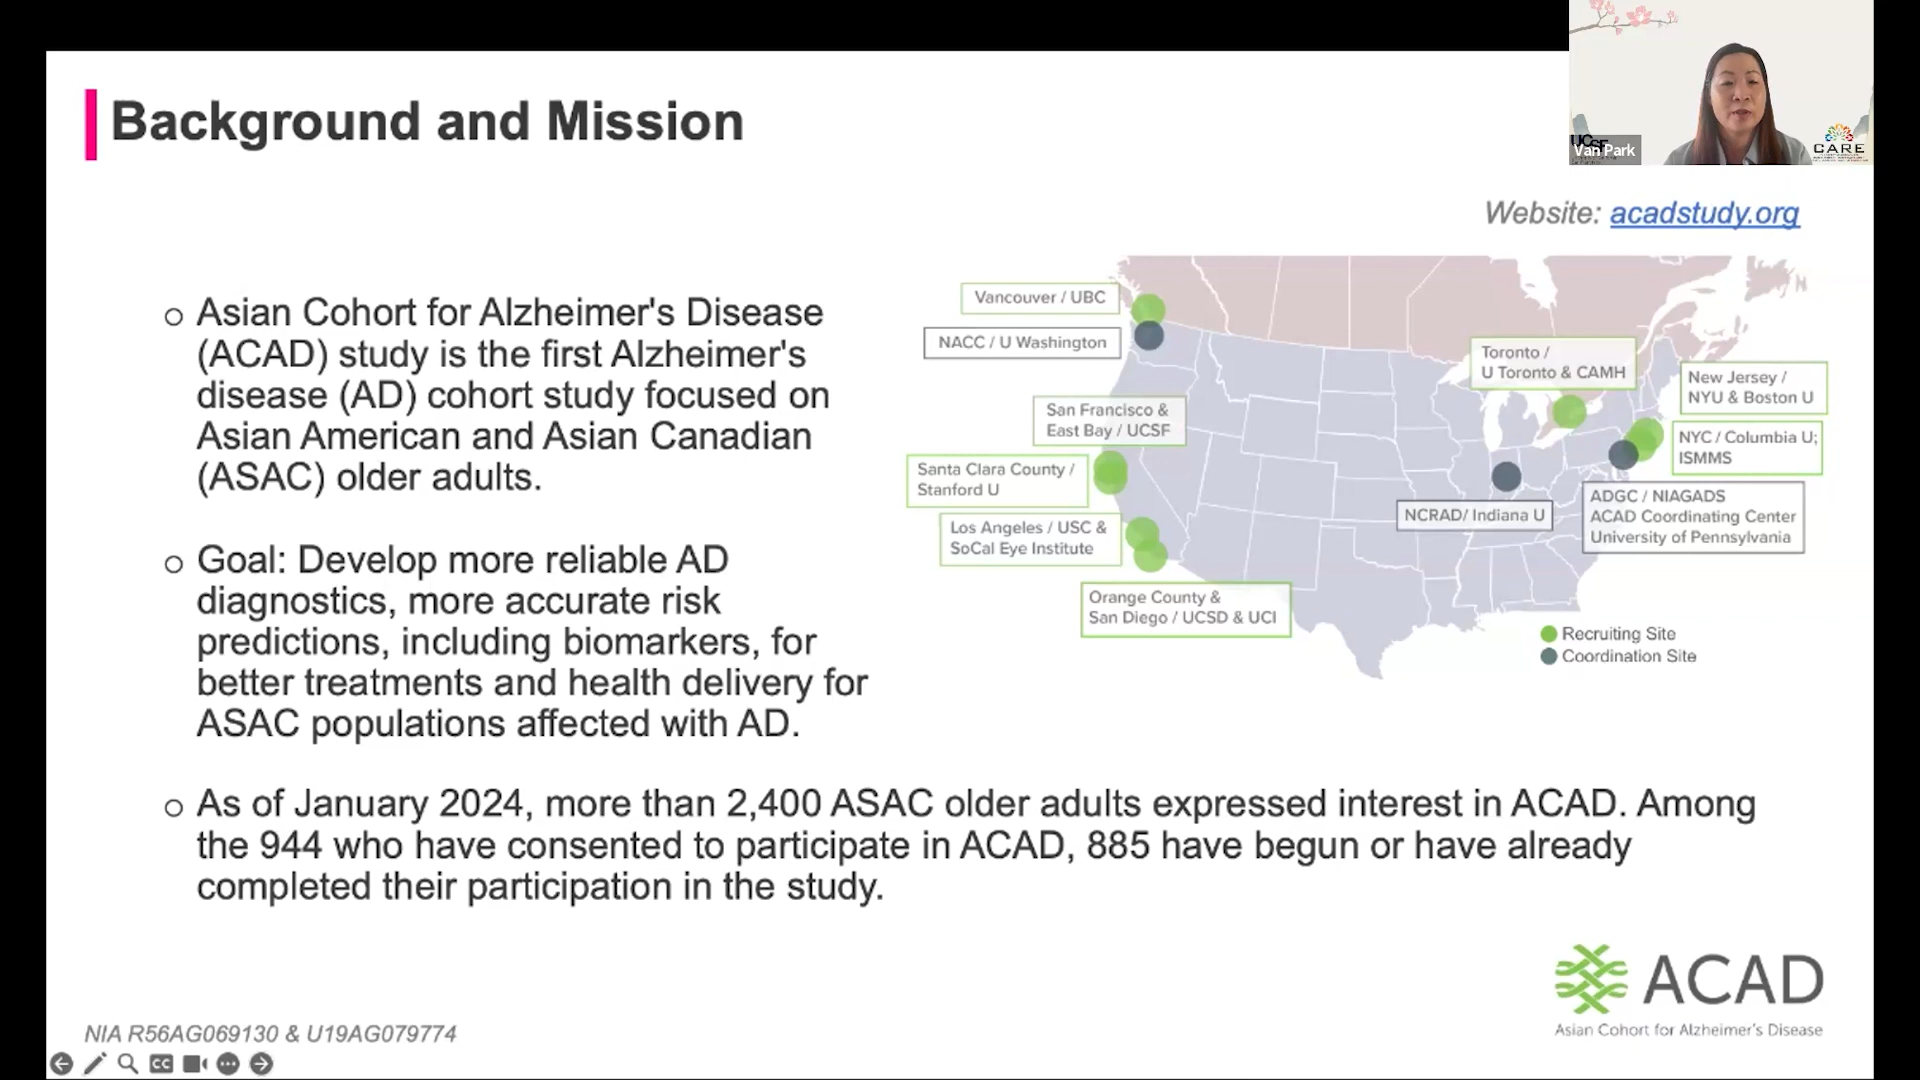 Background and Mission
Van Park
CARE
Website: acadstudy.org
○ Asian Cohort for Alzheimer's Disease
(ACAD) study is the first Alzheimer's
disease (AD) cohort study focused on
Asian American and Asian Canadian
(ASAC) older adults.
○ Goal: Develop more reliable AD
diagnostics, more accurate risk
predictions, including biomarkers, for
better treatments and health delivery for
ASAC populations affected with AD.
○ As of January 2024, more than 2,400 ASAC older adults expressed interest in ACAD. Among
the 944 who have consented to participate in ACAD, 885 have begun or have already
completed their participation in the study.
Vancouver / UBC
NACC / U Washington
San Francisco &
East Bay / UCSF
Santa Clara County /
Stanford U
Los Angeles / USC &
SoCal Eye Institute
Orange County &
San Diego / UCSD & UCI
Toronto /
U Toronto & CAMH
New Jersey /
NYU & Boston U
NYC / Columbia U;
ISMMS
NCRAD/ Indiana U
ADGC / NIAGADS
ACAD Coordinating Center
University of Pennsylvania
Recruiting Site
Coordination Site
ACAD
Asian Cohort for Alzheimer's Disease
NIA R56AG069130 & U19AG079774
CC